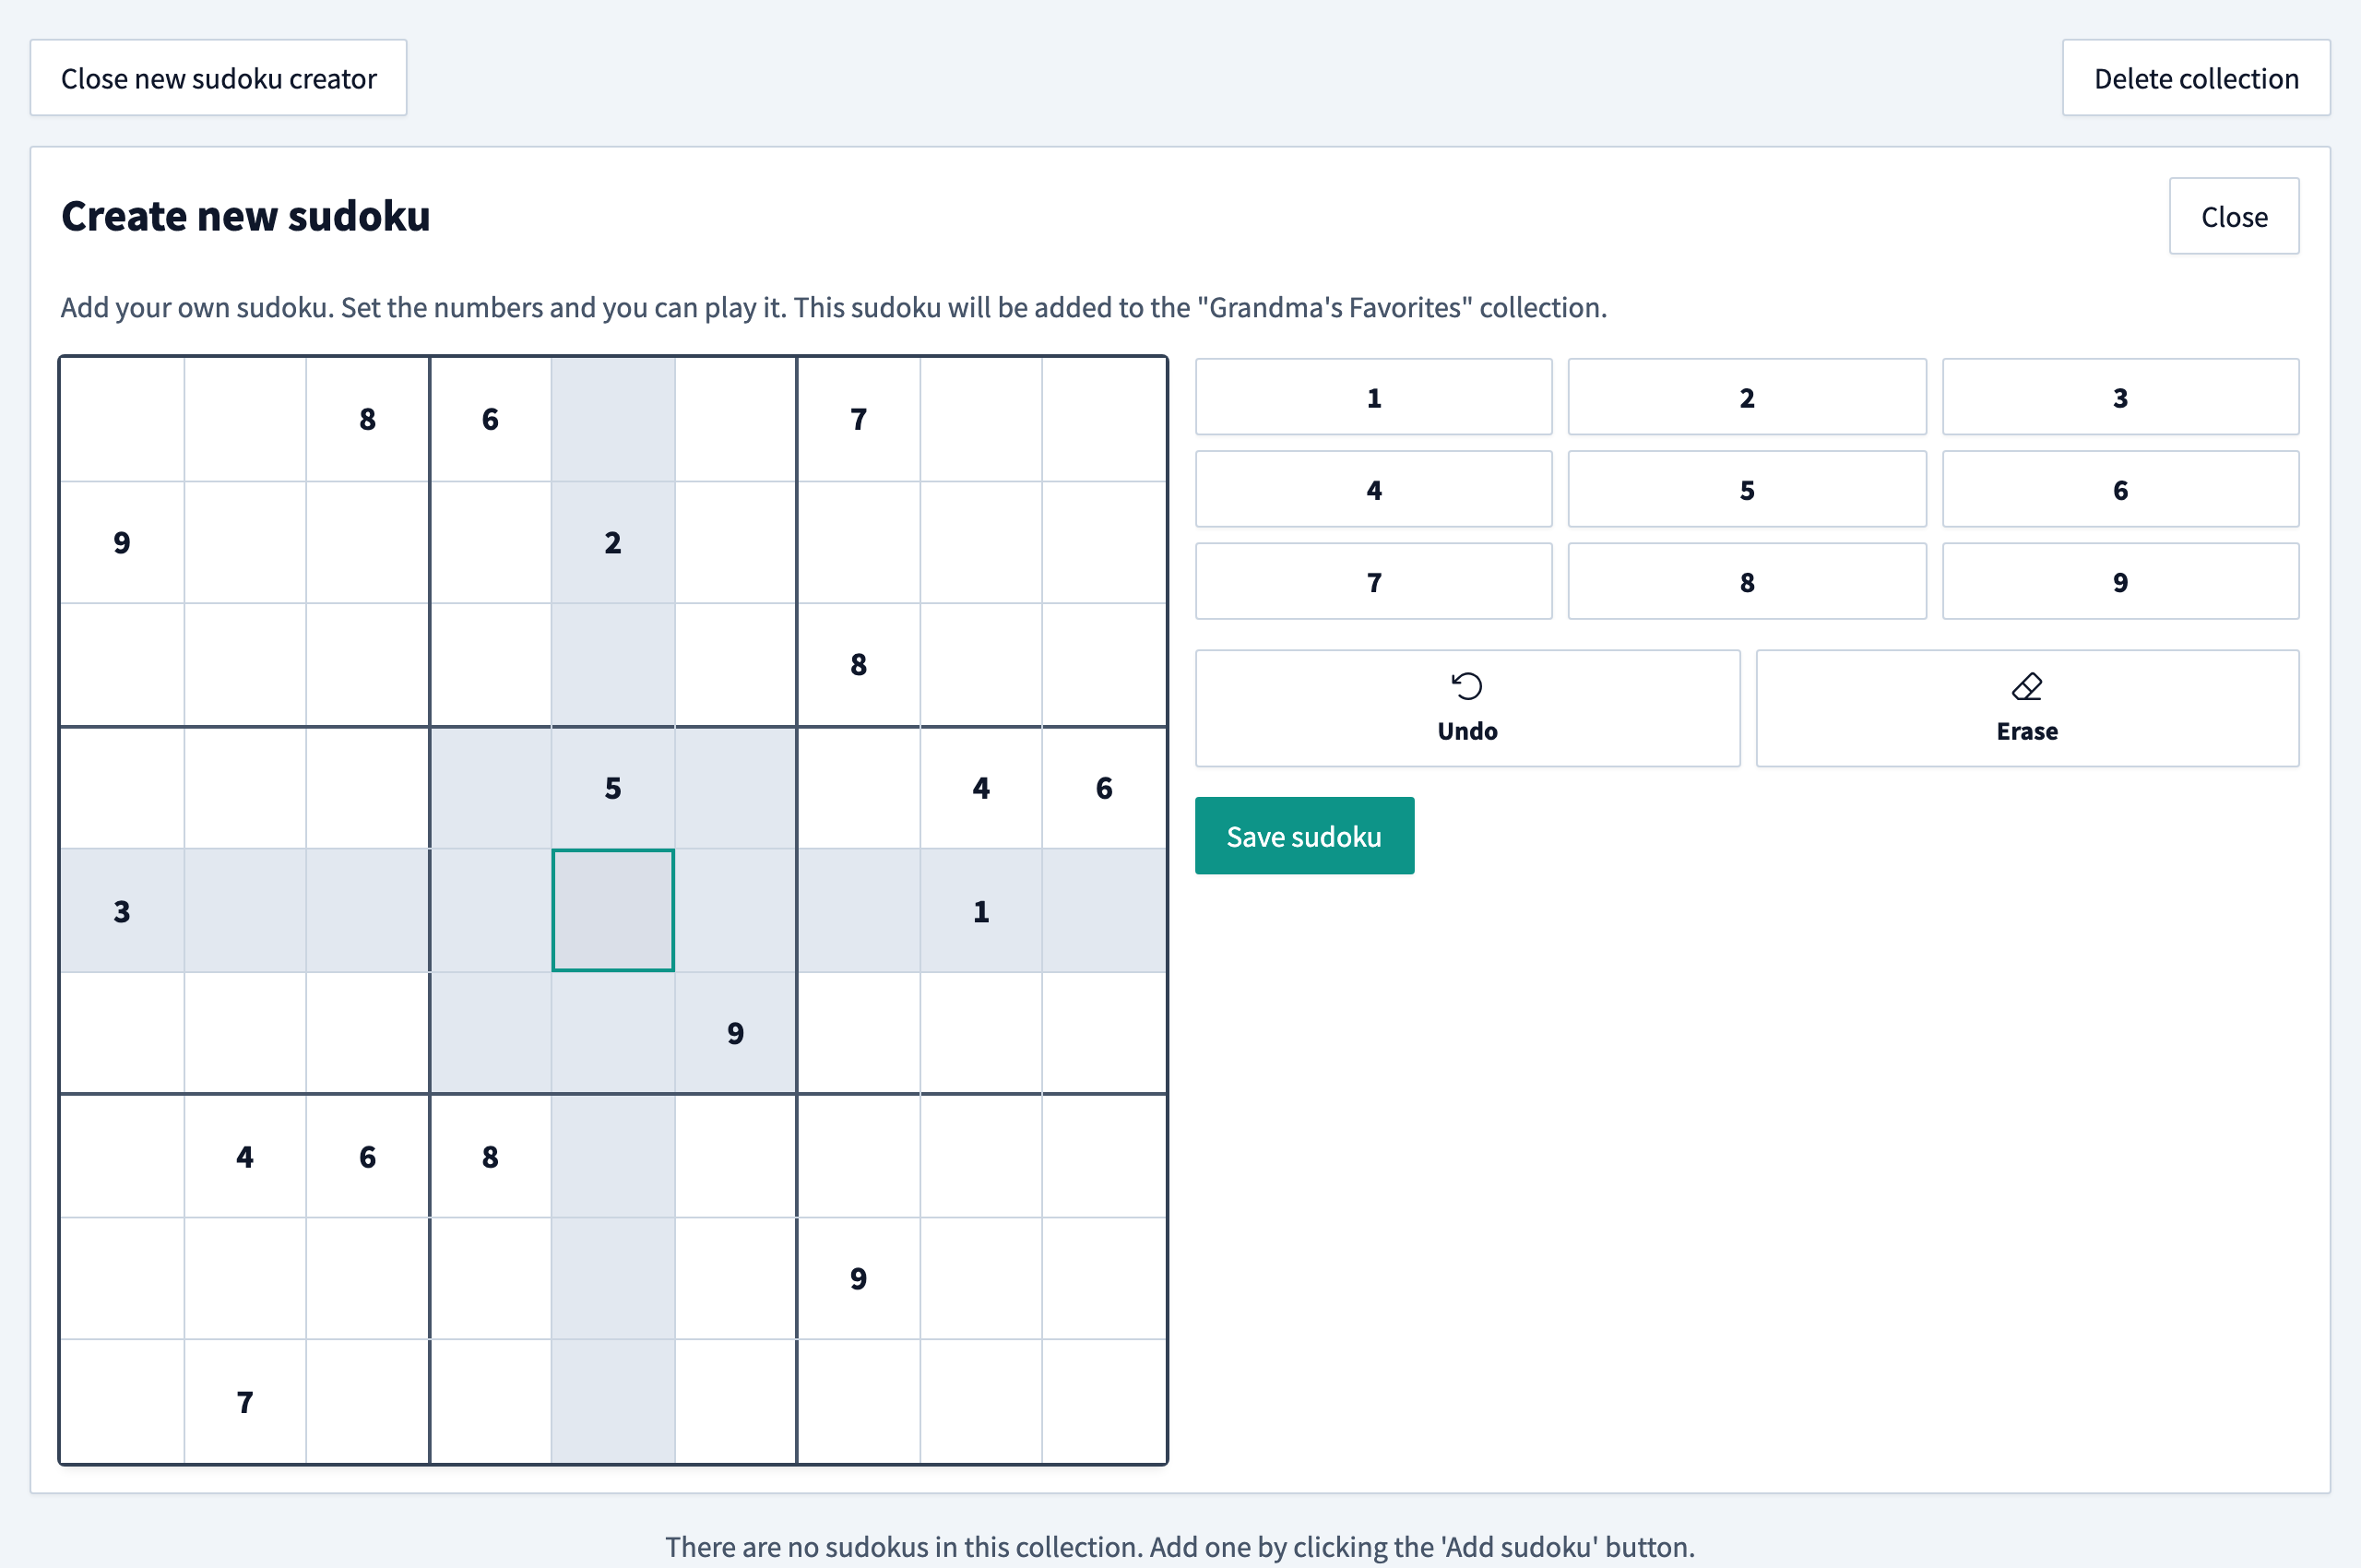 Close new sudoku creator
Delete collection
Create new sudoku
Close
Add your own sudoku. Set the numbers and you can play it. This sudoku will be added to the "Grandma's Favorites" collection.
8 6 7
9 2
8
5 4 6
3 1
9
4 6 8
9
7
1 2 3
4 5 6
7 8 9
Undo Erase
Save sudoku
There are no sudokus in this collection. Add one by clicking the 'Add sudoku' button.